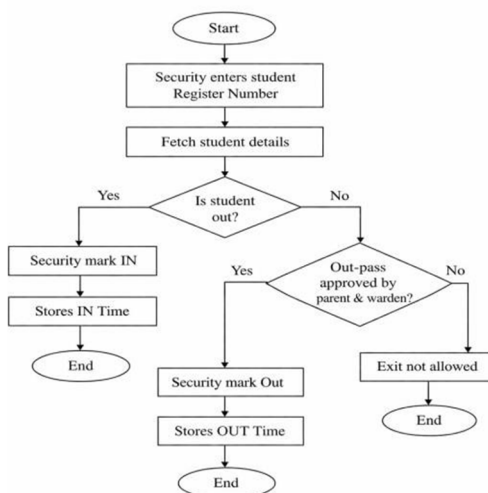 Start
Security enters student
Register Number
Fetch student details
Yes
No
Is student
out?
Security mark IN
Stores IN Time
End
Yes
No
Out-pass
approved by
parent & warden?
Security mark Out
Stores OUT Time
End
Exit not allowed
End